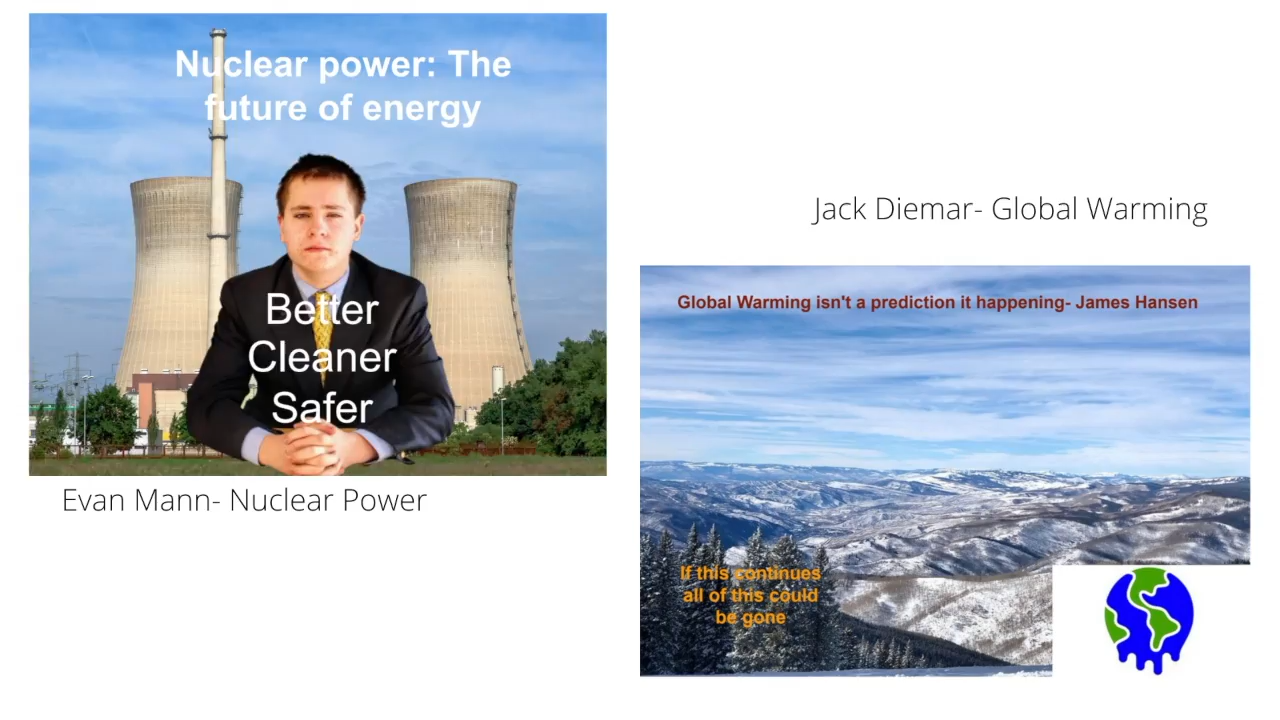 Nuclear power: The
future of energy
Better
Cleaner
Safer
Evan Mann- Nuclear Power
Jack Diemar- Global Warming
Global Warming isn't a prediction it happening- James Hansen
If this continues
all of this could
be gone